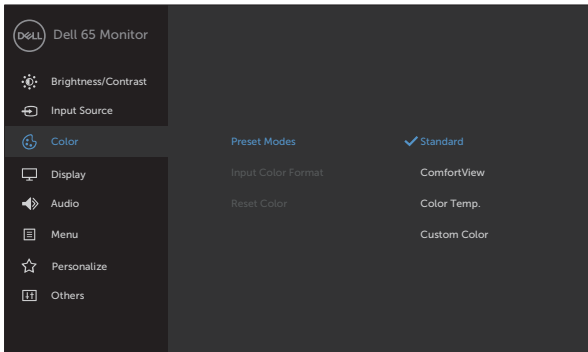 DELL Dell 65 Monitor
Brightness/Contrast
Input Source
Color Preset Modes Standard
Display Input Color Format ComfortView
Audio Reset Color Color Temp.
Menu Custom Color
Personalize
Others